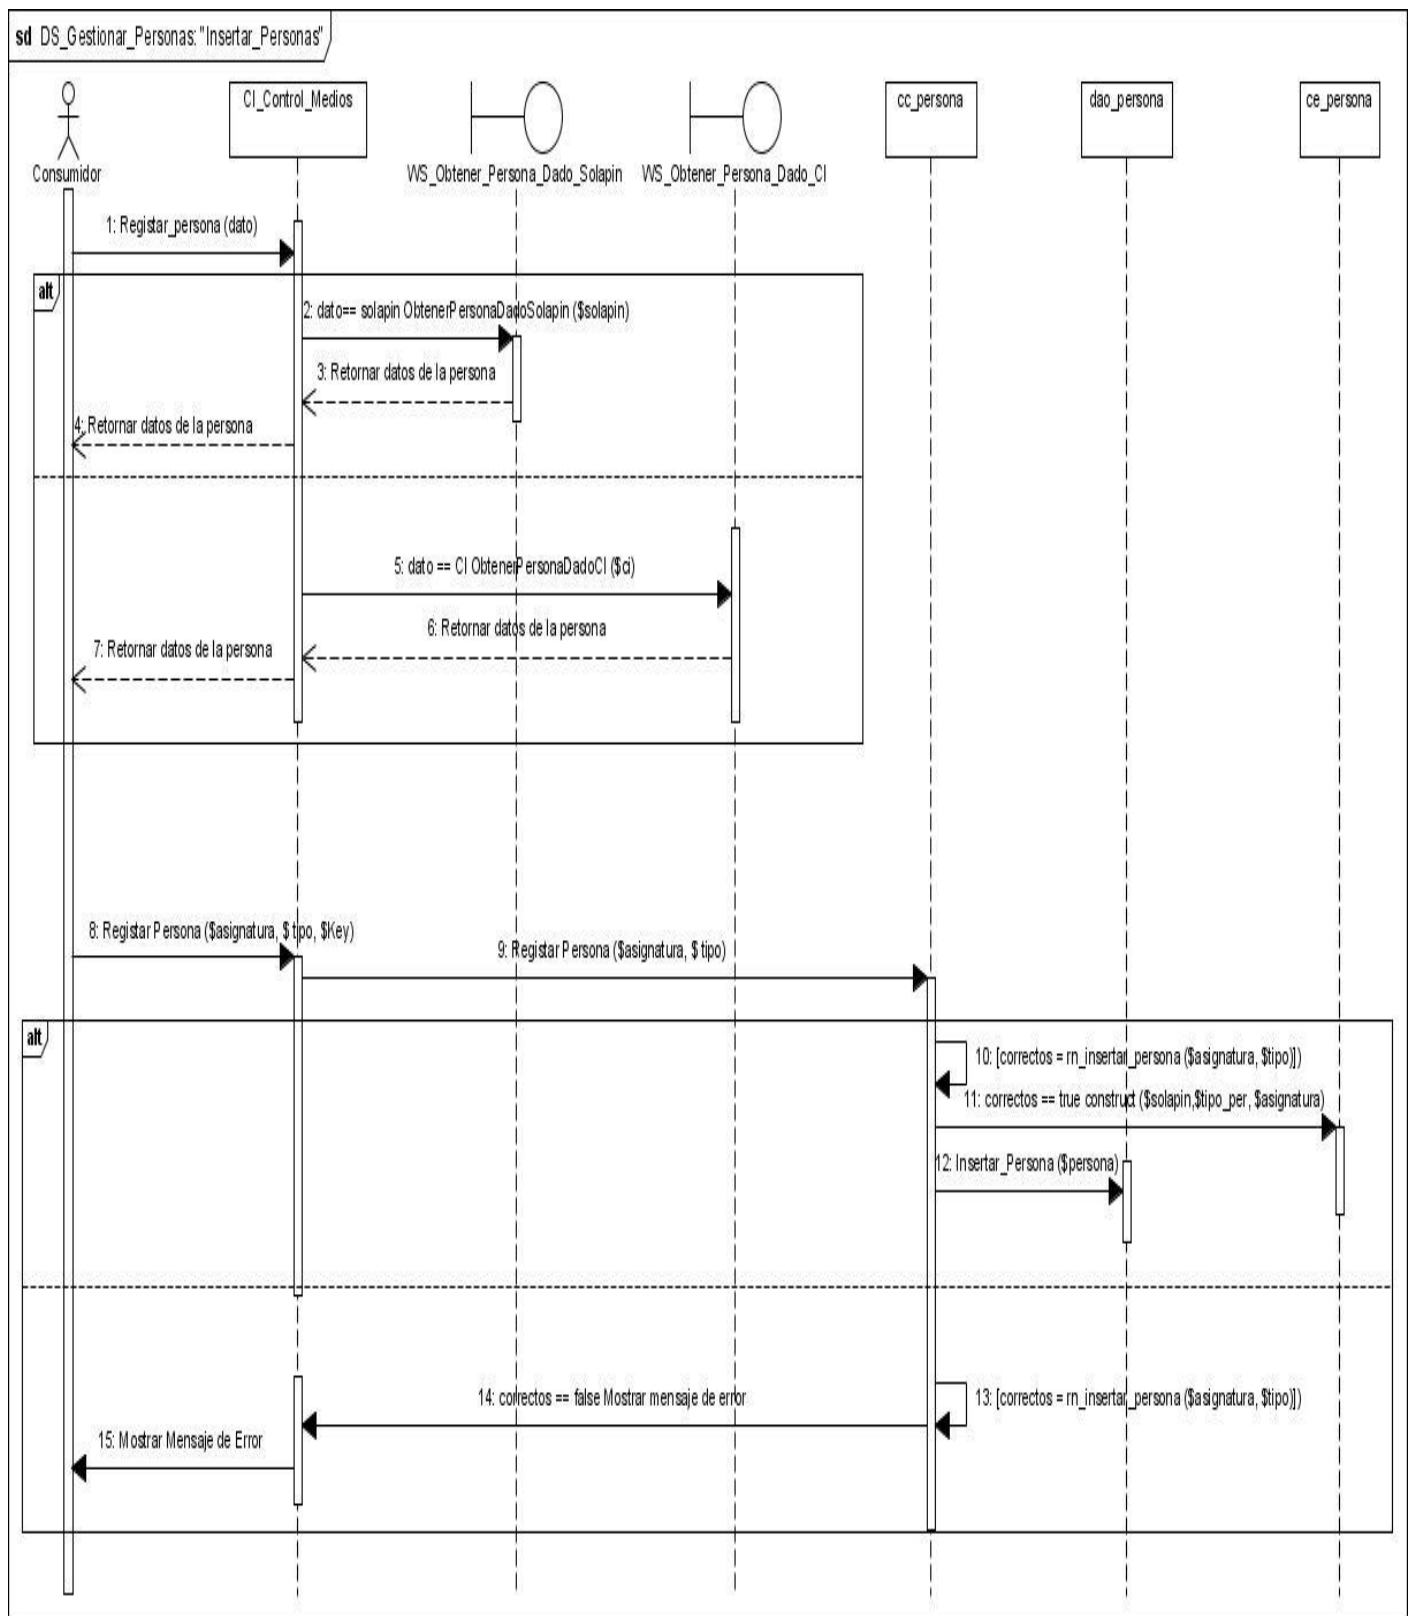 sd DS_Gestionar_Personas: "Insertar_Personas"
Consumidor
CI_Control_Medios
WS_Obtener_Persona_Dado_Solapin
WS_Obtener_Persona_Dado_CI
cc_persona
dao_persona
ce_persona
1: Registar_persona (dato)
alt
2: dato== solapin ObtenerPersonaDadoSolapin ($solapin)
3: Retornar datos de la persona
4: Retornar datos de la persona
5: dato == CI ObtenerPersonaDadoCI ($ci)
6: Retornar datos de la persona
7: Retornar datos de la persona
8: Registar Persona ($asignatura, $ tipo, $Key)
9: Registar Persona ($asignatura, $ tipo)
alt
10: [correctos = rn_insertar_persona ($asignatura, $tipo)])
11: correctos == true construct ($solapin,$tipo_per, $asignatura)
12: Insertar_Persona ($persona)
13: [correctos = rn_insertar_persona ($asignatura, $tipo)])
14: correctos == false Mostrar mensaje de error
15: Mostrar Mensaje de Error